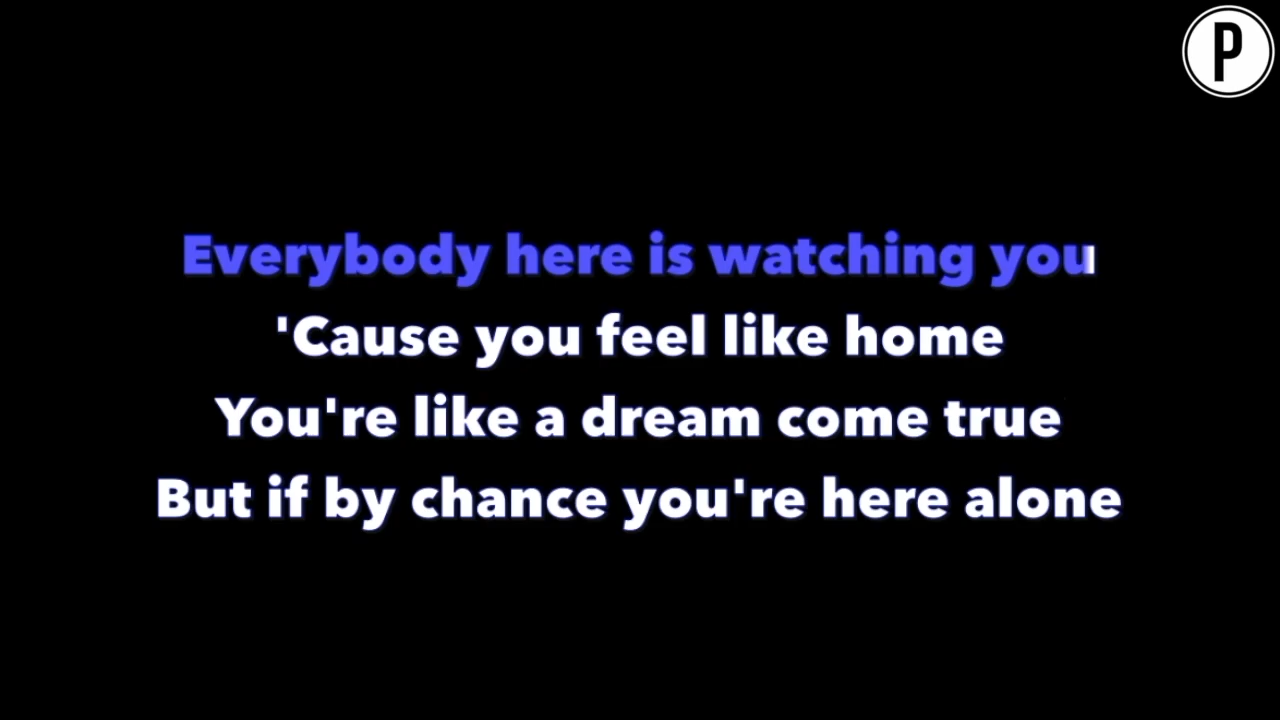 P
Everybody here is watching you
'Cause you feel like home
You're like a dream come true
But if by chance you're here alone